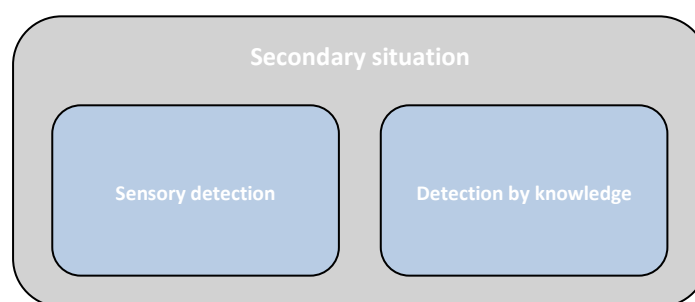 Secondary situation
Sensory detection
Detection by knowledge